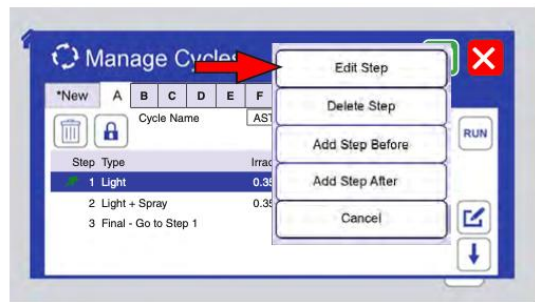 Manage Cycles
*New A B C D E F
Cycle Name AST
RUN
Step Type Irrad
1 Light 0.35
2 Light + Spray 0.35
3 Final - Go to Step 1
Edit Step
Delete Step
Add Step Before
Add Step After
Cancel